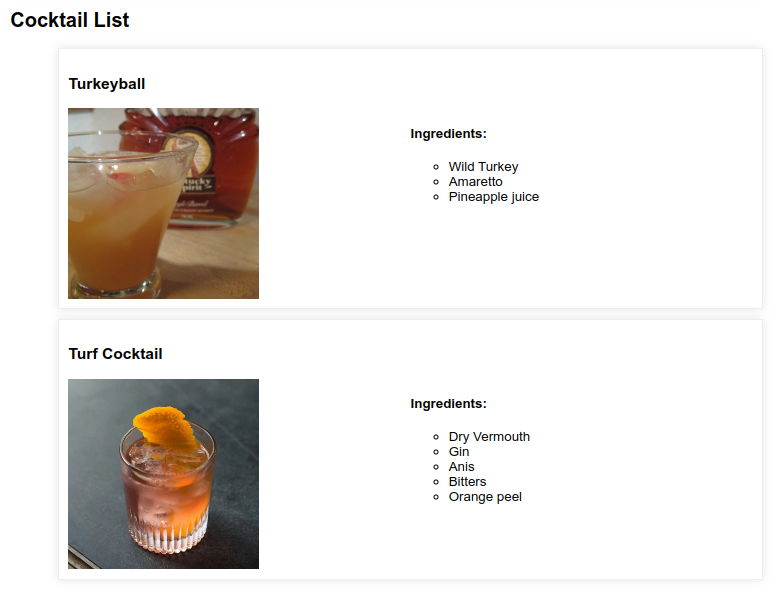 Cocktail List
Turkeyball
Ingredients:
Wild Turkey
Amaretto
Pineapple juice
Turf Cocktail
Ingredients:
Dry Vermouth
Gin
Anis
Bitters
Orange peel